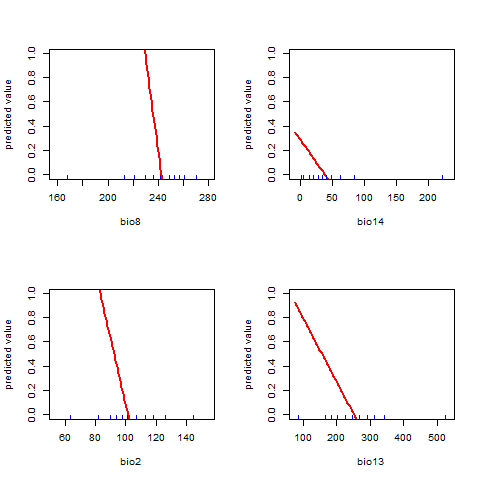 predicted value
0.0 0.2 0.4 0.6 0.8 1.0
160 200 240 280
bio8
predicted value
0.0 0.2 0.4 0.6 0.8 1.0
0 50 100 200
bio14
predicted value
0.0 0.2 0.4 0.6 0.8 1.0
60 80 100 120 140
bio2
predicted value
0.0 0.2 0.4 0.6 0.8 1.0
100 200 300 400 500
bio13